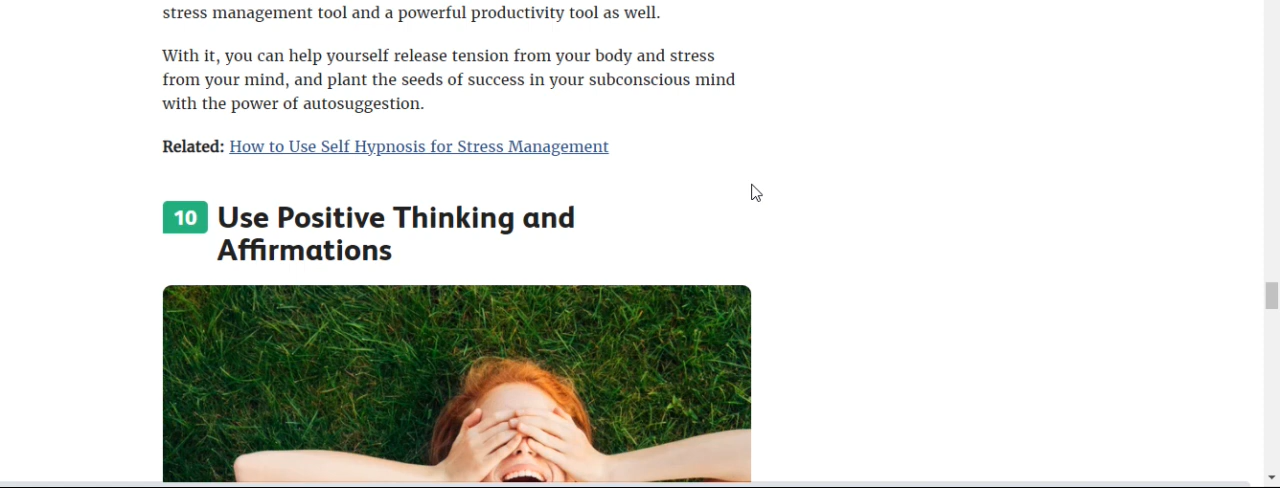 stress management tool and a powerful productivity tool as well.
With it, you can help yourself release tension from your body and stress
from your mind, and plant the seeds of success in your subconscious mind
with the power of autosuggestion.
Related: How to Use Self Hypnosis for Stress Management
10 Use Positive Thinking and
Affirmations